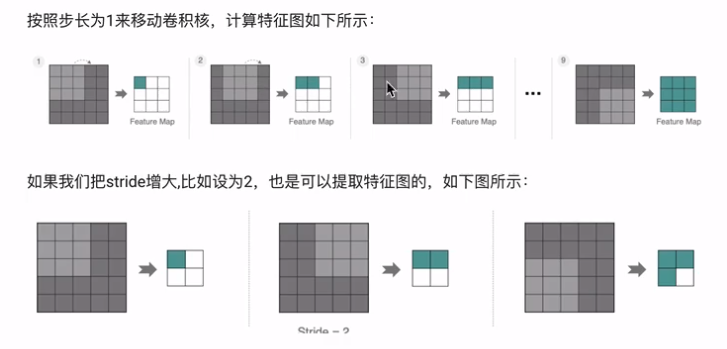 按照步长为1来移动卷积核，计算特征图如下所示：
1 2 3 ... 9
Feature Map Feature Map Feature Map Feature Map
如果我们把stride增大,比如设为2，也是可以提取特征图的，如下图所示：
Stride = 2